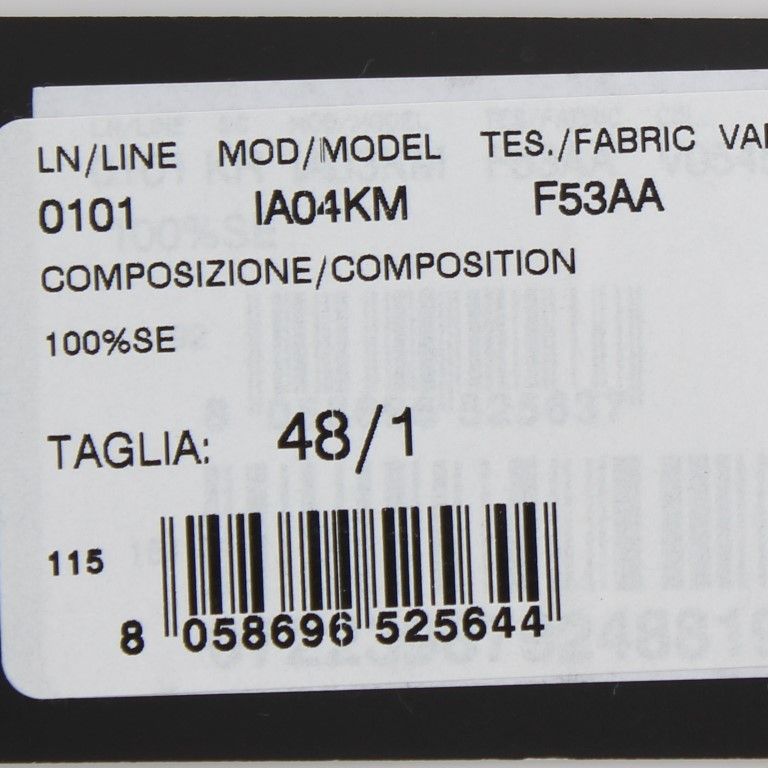 LN/LINE MOD/MODEL TES./FABRIC VAR
0101 IA04KM F53AA
COMPOSIZIONE/COMPOSITION
100%SE
TAGLIA: 48/1
115
8 058696 525644